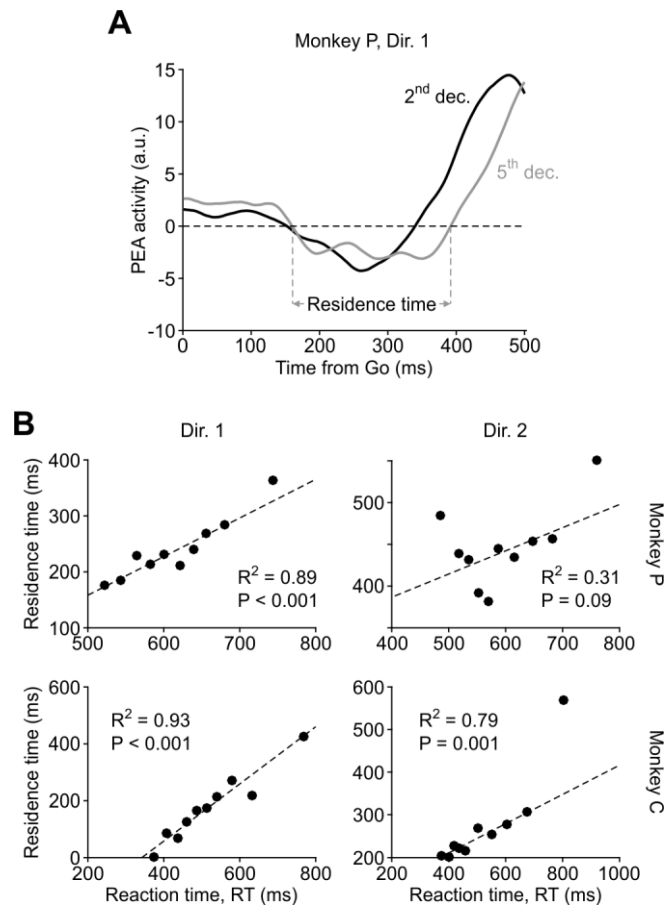 A
Monkey P, Dir. 1
PEA activity (a.u.)
15
10
5
0
-5
-10
2nd dec.
5th dec.
Residence time
0 100 200 300 400 500
Time from Go (ms)
B
Dir. 1
Dir. 2
Residence time (ms)
400
300
200
100
R² = 0.89
P < 0.001
500 600 700 800
500
450
400
R² = 0.31
P = 0.09
400 500 600 700 800
Monkey P
Residence time (ms)
600
400
200
0
R² = 0.93
P < 0.001
200 400 600 800
Reaction time, RT (ms)
600
500
400
300
200
R² = 0.79
P = 0.001
200 400 600 800 1000
Reaction time, RT (ms)
Monkey C